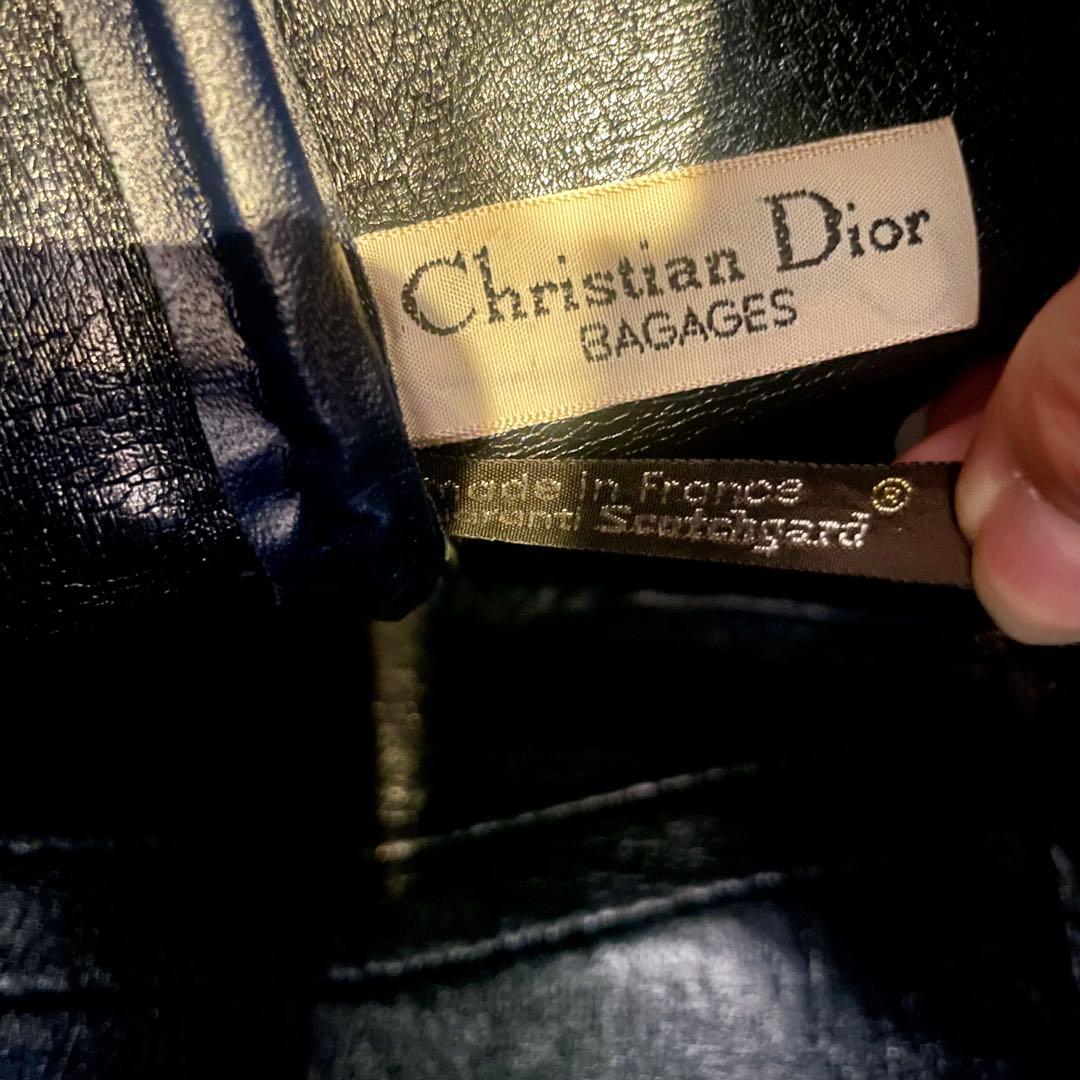 Christian Dior
BAGAGES
made in France
Scotchgard®